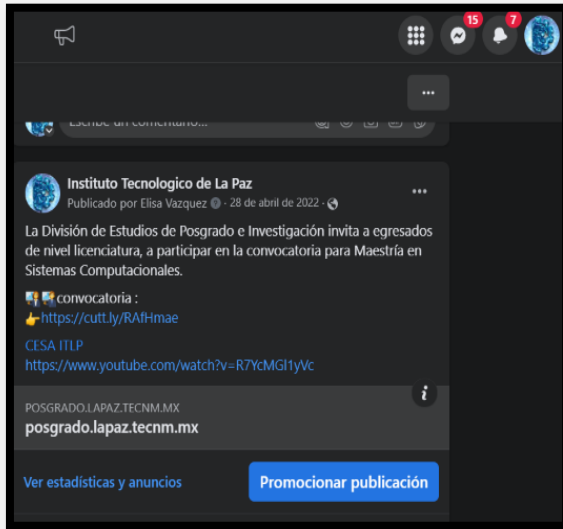 15
7
...
Escribe un comentario...
Instituto Tecnologico de La Paz
Publicado por Elisa Vazquez · 28 de abril de 2022 ·
...
La División de Estudios de Posgrado e Investigación invita a egresados
de nivel licenciatura, a participar en la convocatoria para Maestría en
Sistemas Computacionales.
convocatoria :
https://cutt.ly/RAfHmae
CESA ITLP
https://www.youtube.com/watch?v=R7YcMGl1yVc
i
POSGRADO.LAPAZ.TECNM.MX
posgrado.lapaz.tecnm.mx
Ver estadísticas y anuncios
Promocionar publicación